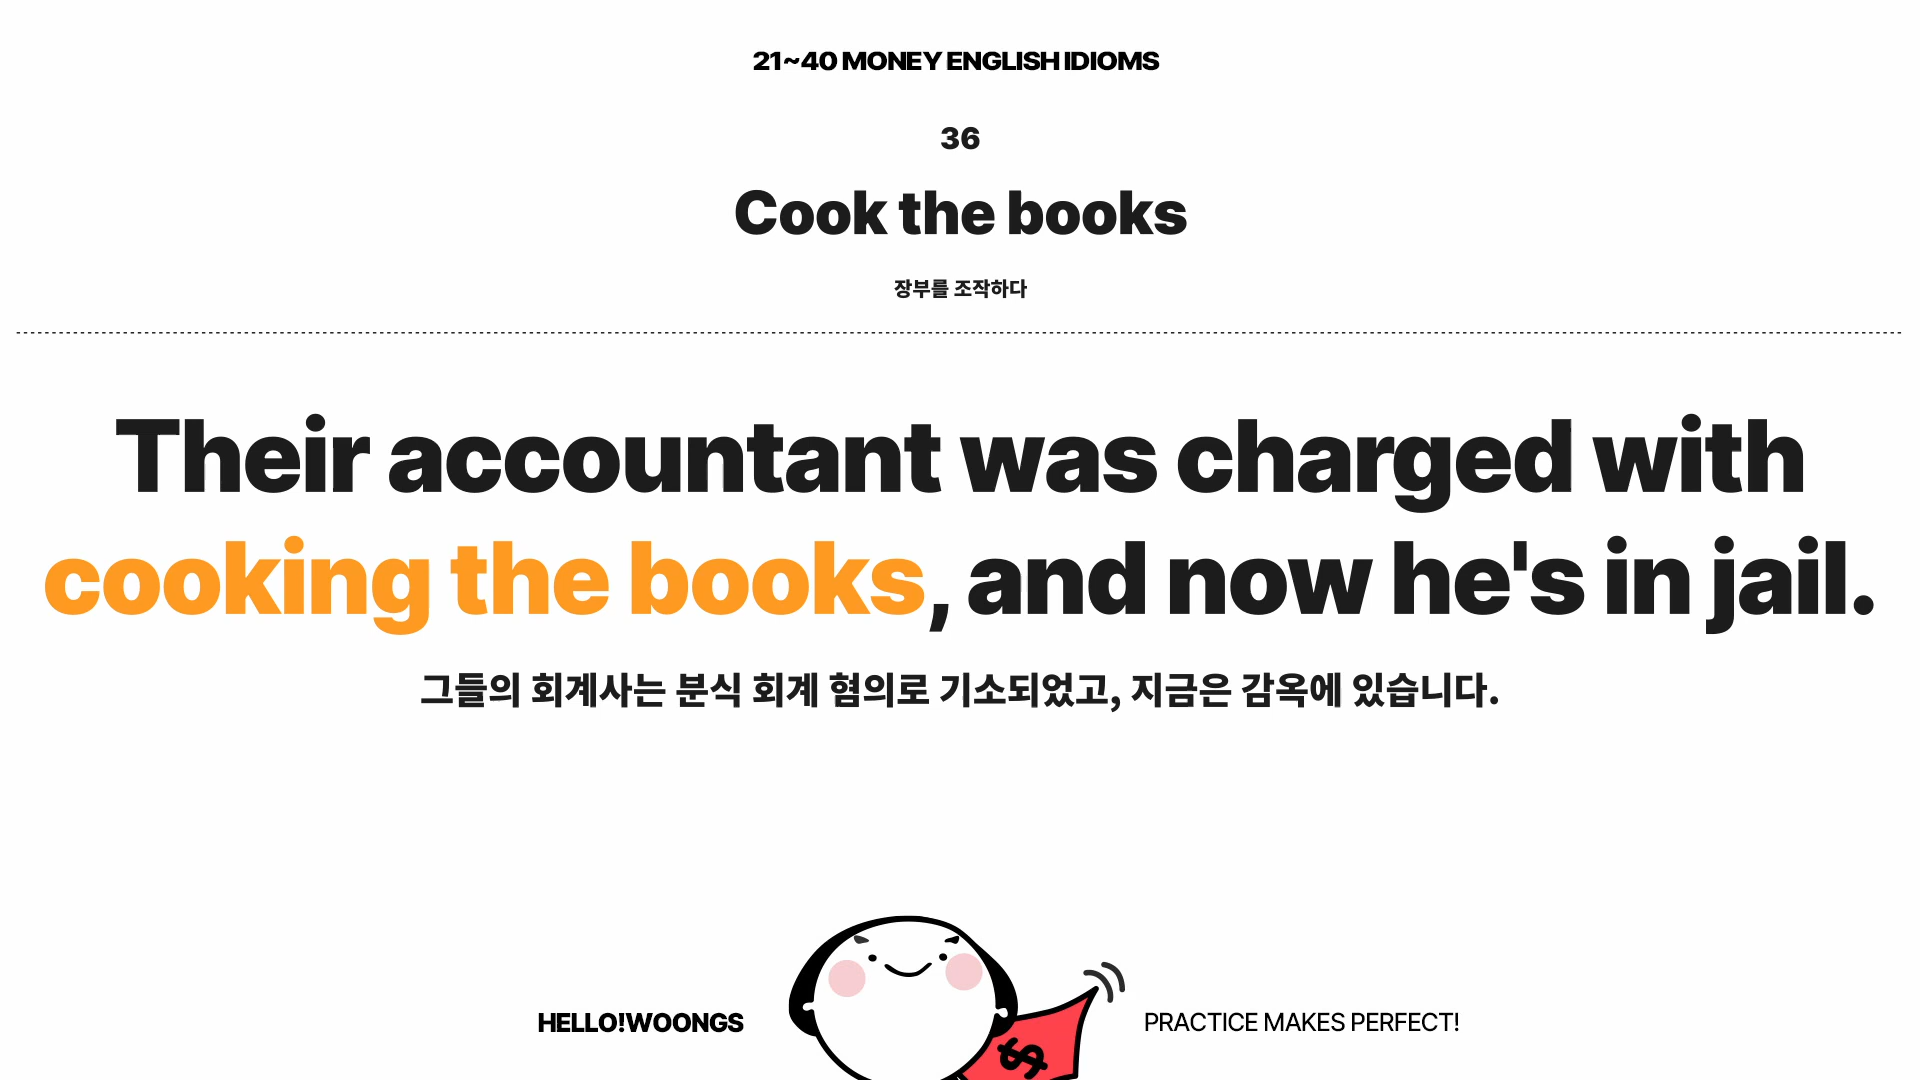 21~40 MONEY ENGLISH IDIOMS
36
Cook the books
장부를 조작하다
Their accountant was charged with
cooking the books, and now he's in jail.
그들의 회계사는 분식 회계 혐의로 기소되었고, 지금은 감옥에 있습니다.
HELLO!WOONGS
$
PRACTICE MAKES PERFECT!